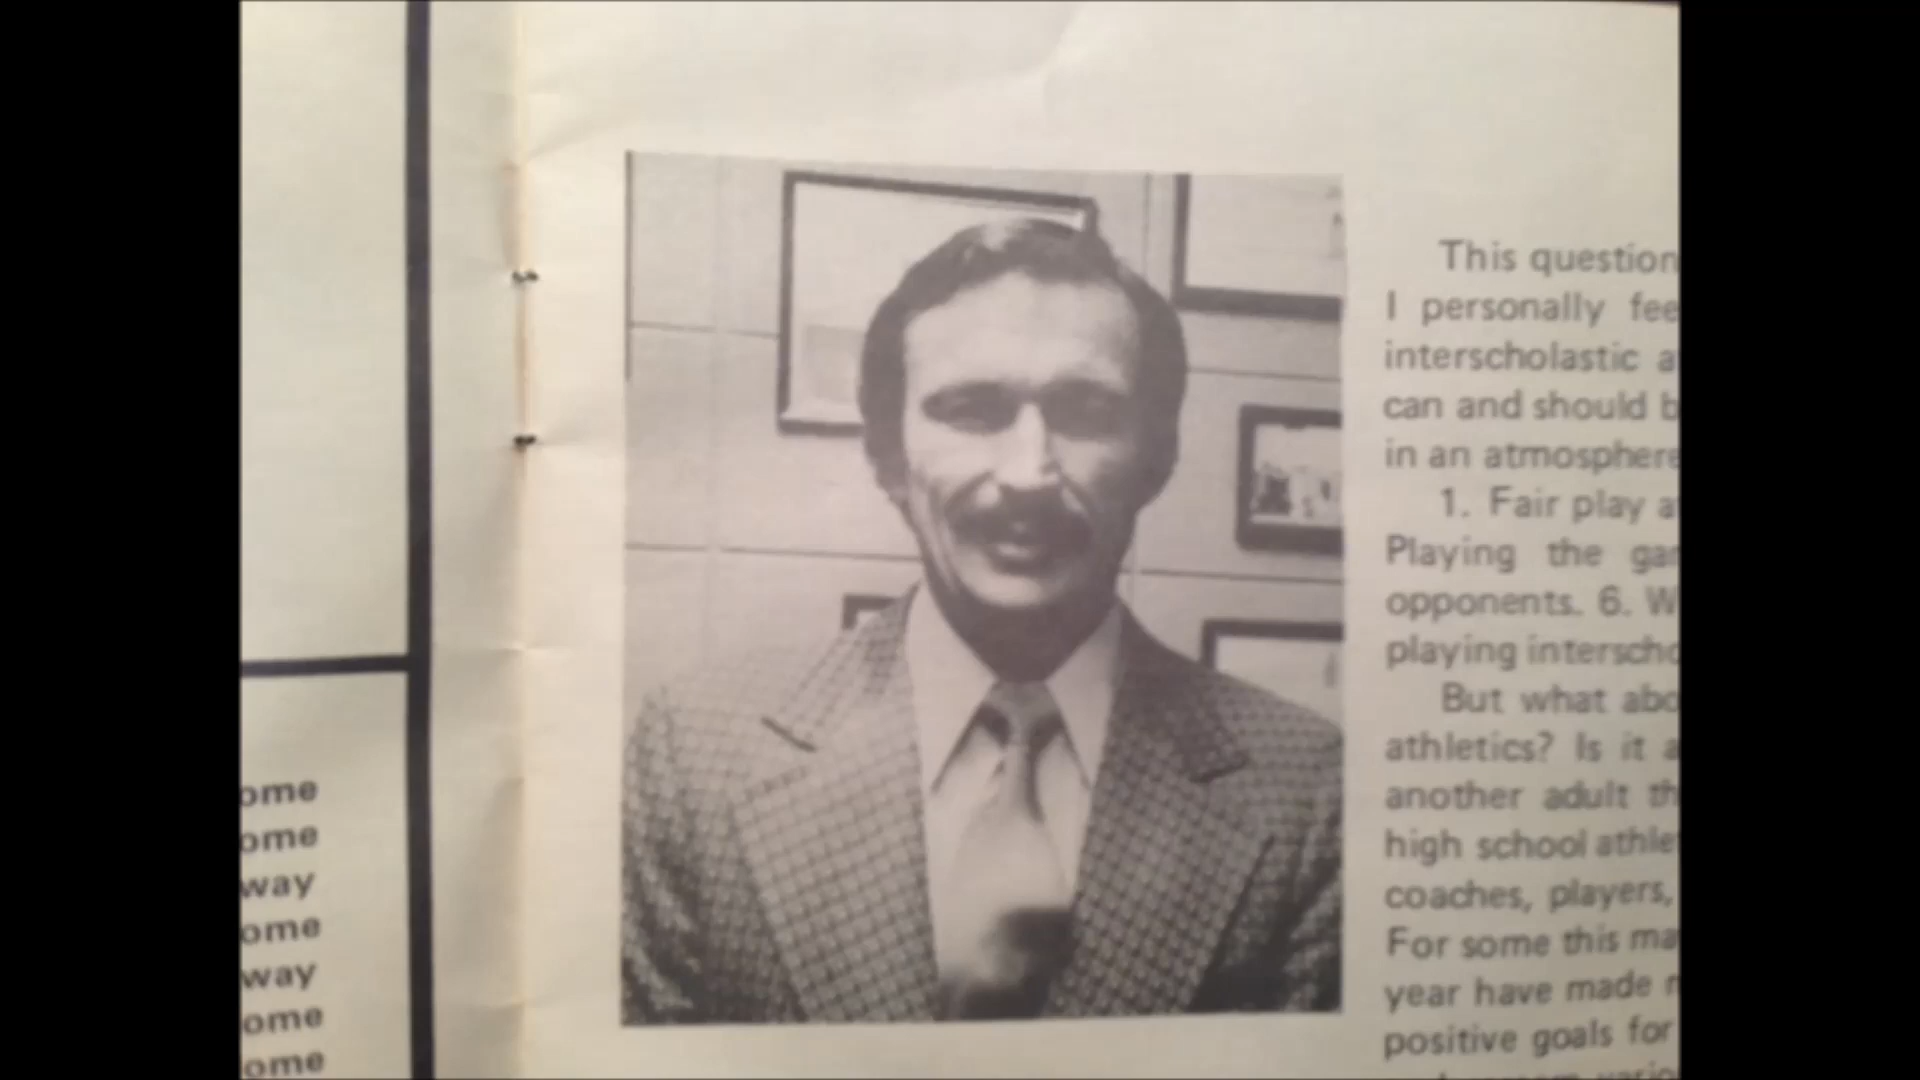 ome
ome
way
ome
way
ome
ome
This question
I personally fee
interscholastic a
can and should b
in an atmosphere
1. Fair play a
Playing the gar
opponents. 6. W
playing interscho
But what abo
athletics? Is it a
another adult th
high school athle
coaches, players,
For some this ma
year have made r
positive goals for